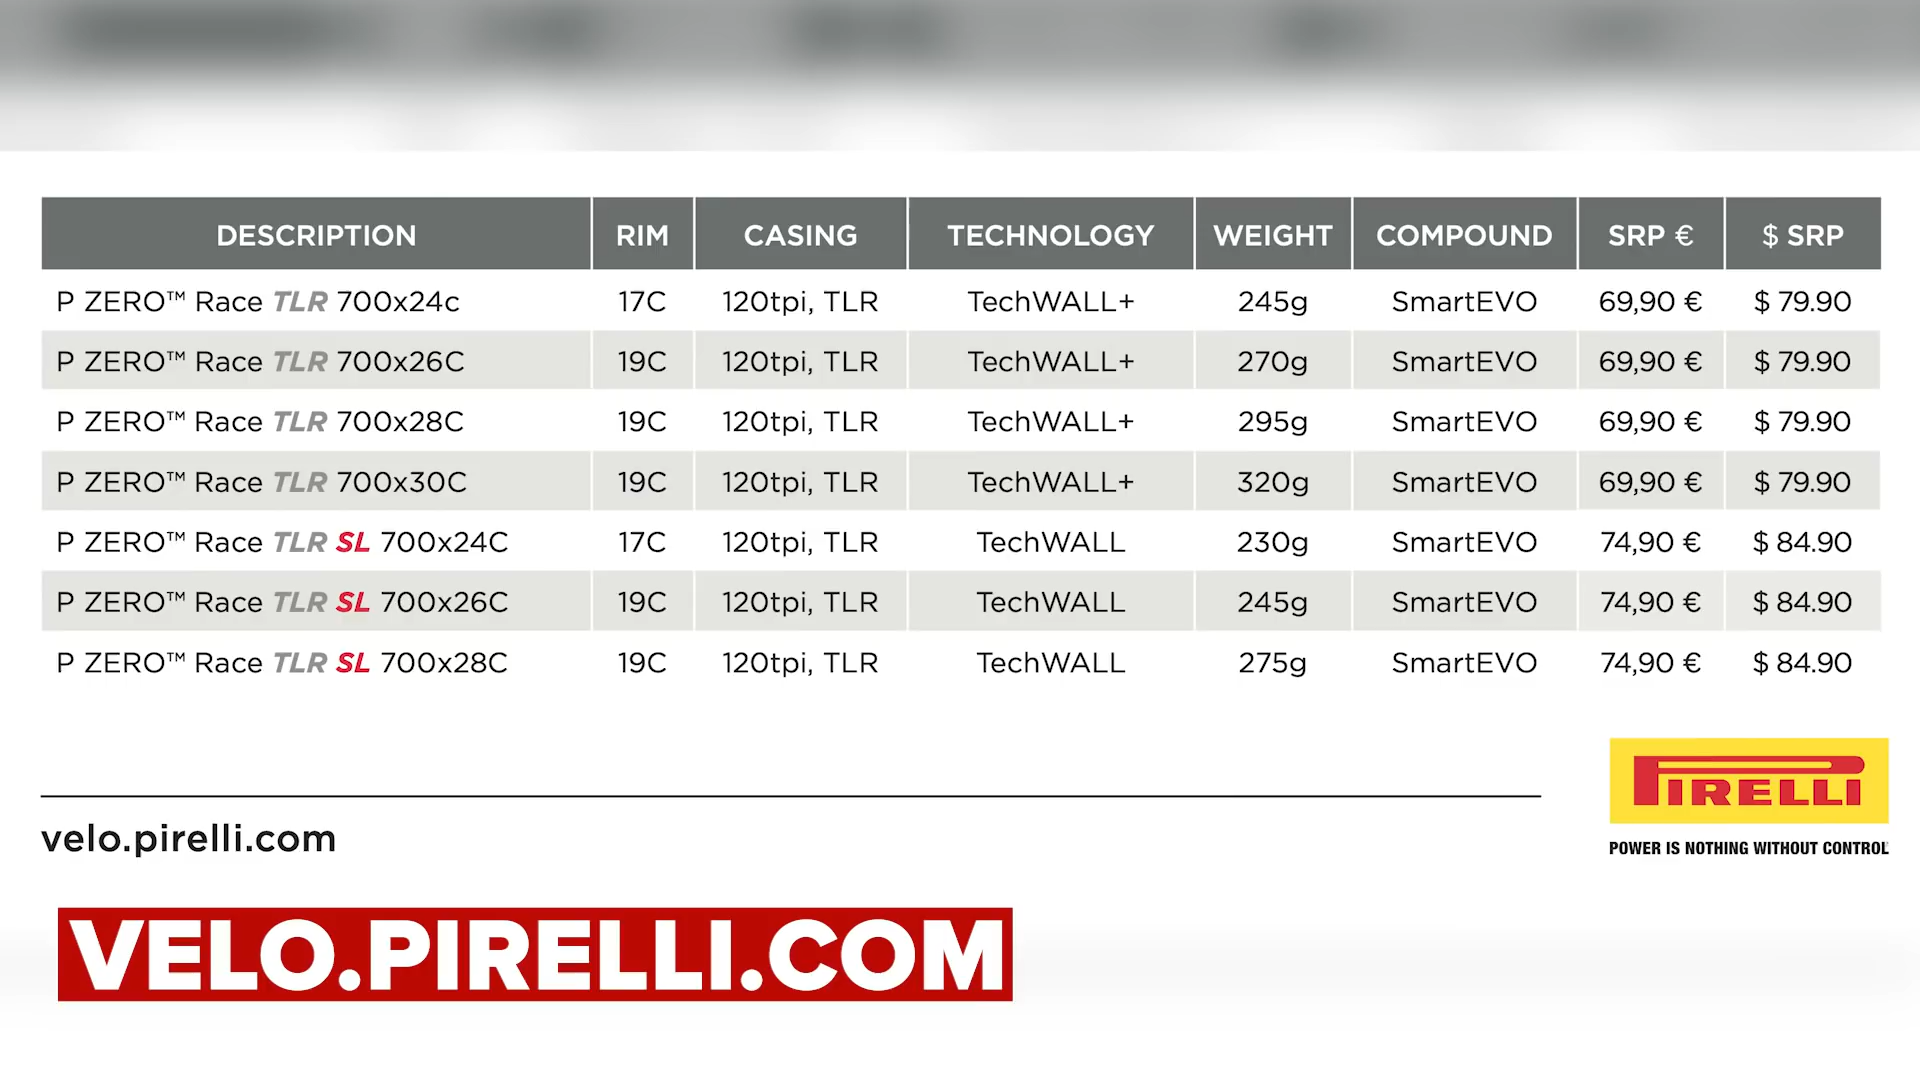 DESCRIPTION RIM CASING TECHNOLOGY WEIGHT COMPOUND SRP € $ SRP
P ZERO™ Race TLR 700x24c 17C 120tpi, TLR TechWALL+ 245g SmartEVO 69,90 € $ 79.90
P ZERO™ Race TLR 700x26C 19C 120tpi, TLR TechWALL+ 270g SmartEVO 69,90 € $ 79.90
P ZERO™ Race TLR 700x28C 19C 120tpi, TLR TechWALL+ 295g SmartEVO 69,90 € $ 79.90
P ZERO™ Race TLR 700x30C 19C 120tpi, TLR TechWALL+ 320g SmartEVO 69,90 € $ 79.90
P ZERO™ Race TLR SL 700x24C 17C 120tpi, TLR TechWALL 230g SmartEVO 74,90 € $ 84.90
P ZERO™ Race TLR SL 700x26C 19C 120tpi, TLR TechWALL 245g SmartEVO 74,90 € $ 84.90
P ZERO™ Race TLR SL 700x28C 19C 120tpi, TLR TechWALL 275g SmartEVO 74,90 € $ 84.90
PIRELLI
velo.pirelli.com
POWER IS NOTHING WITHOUT CONTROL
VELO.PIRELLI.COM